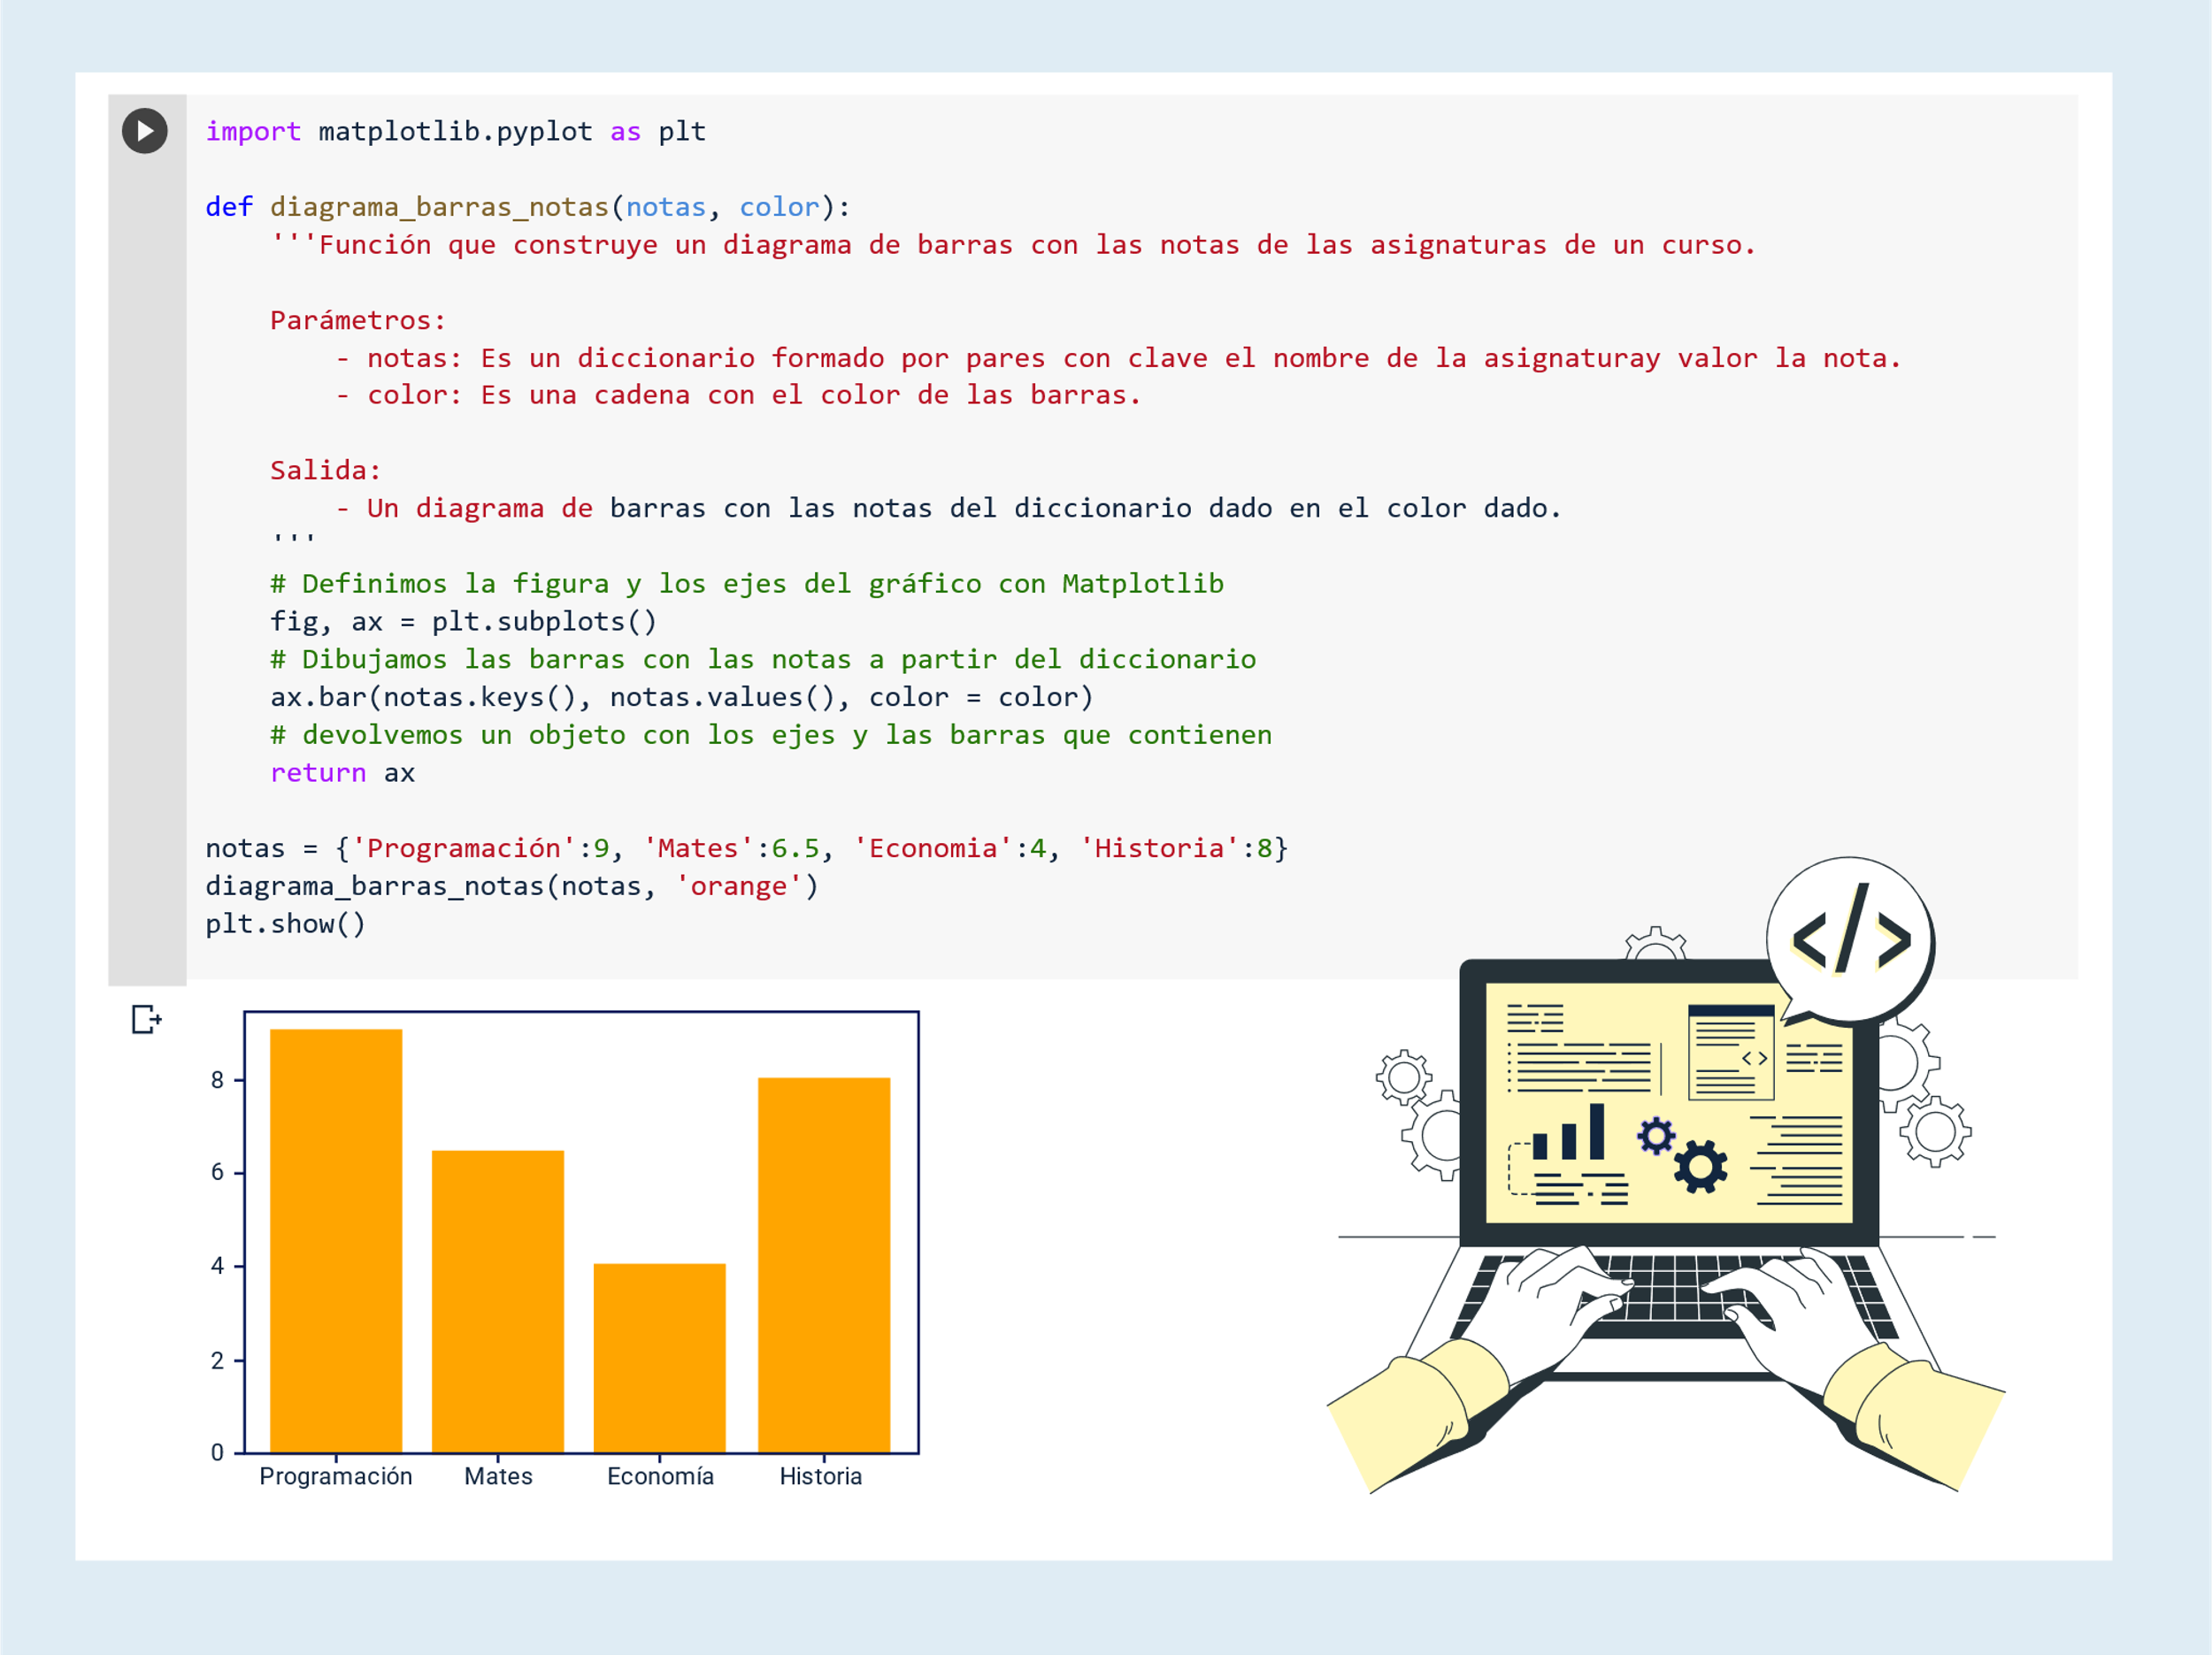 import matplotlib.pyplot as plt
def diagrama_barras_notas(notas, color):
'''Función que construye un diagrama de barras con las notas de las asignaturas de un curso.
Parámetros:
- notas: Es un diccionario formado por pares con clave el nombre de la asignaturay valor la nota.
- color: Es una cadena con el color de las barras.
Salida:
- Un diagrama de barras con las notas del diccionario dado en el color dado.
'''
# Definimos la figura y los ejes del gráfico con Matplotlib
fig, ax = plt.subplots()
# Dibujamos las barras con las notas a partir del diccionario
ax.bar(notas.keys(), notas.values(), color = color)
# devolvemos un objeto con los ejes y las barras que contienen
return ax
notas = {'Programación':9, 'Mates':6.5, 'Economia':4, 'Historia':8}
diagrama_barras_notas(notas, 'orange')
plt.show()
</>
<>
8
6
4
2
0
Programación Mates Economía Historia